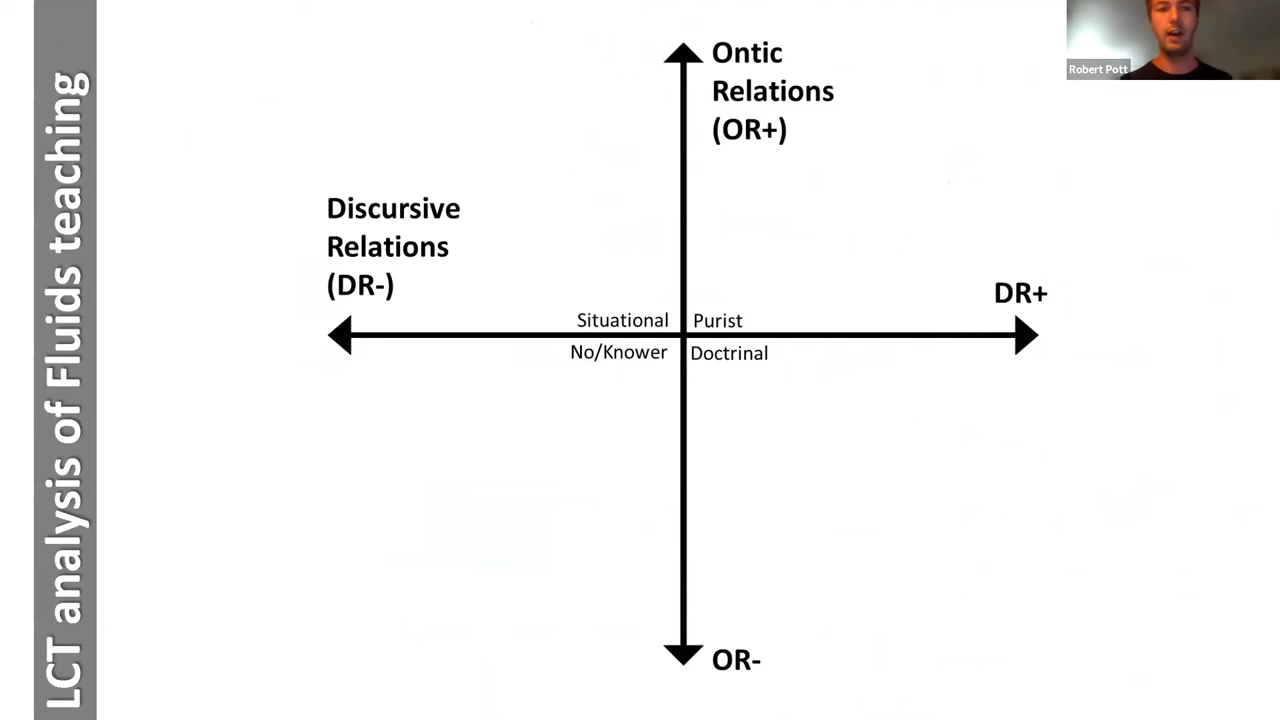 LCT analysis of Fluids teaching
Ontic
Relations
(OR+)
Robert Pott
Discursive
Relations
(DR-)
DR+
Situational
Purist
No/Knower
Doctrinal
OR-